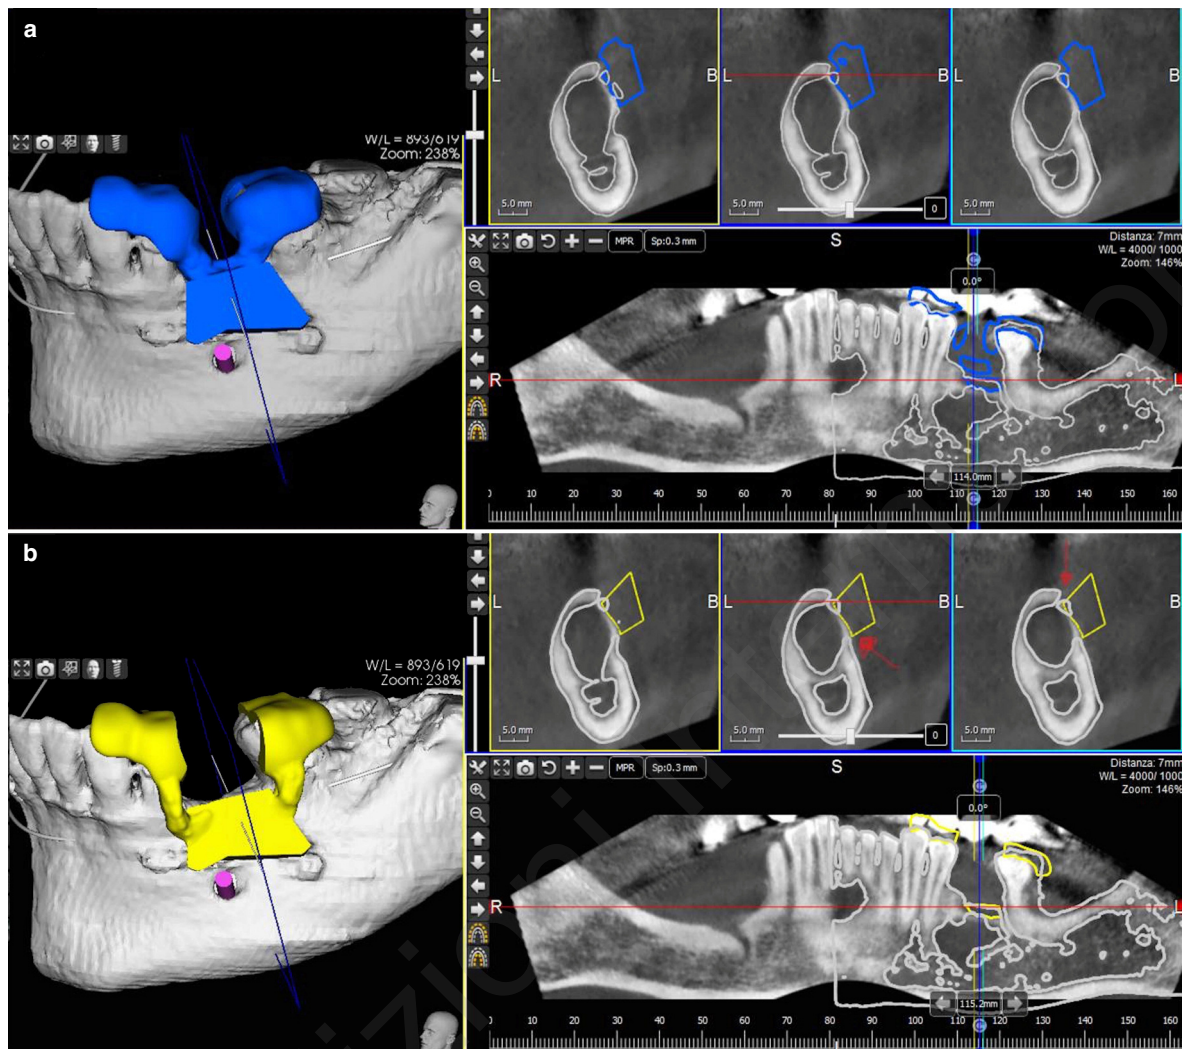 a
W/L = 893/619
Zoom: 238%
L B L B L B
5.0 mm 5.0 mm 0 5.0 mm
MPR Sp:0.3 mm S Distanza: 7mm
W/L = 4000/ 1000
Zoom: 146%
0.0°
R L
114.0mm
0 10 20 30 40 50 60 70 80 90 100 110 120 130 140 150 160
b
W/L = 893/619
Zoom: 238%
L B L B L B
5.0 mm 5.0 mm 0 5.0 mm
MPR Sp:0.3 mm S Distanza: 7mm
W/L = 4000/ 1000
Zoom: 146%
0.0°
R L
115.2mm
0 10 20 30 40 50 60 70 80 90 100 110 120 130 140 150 160